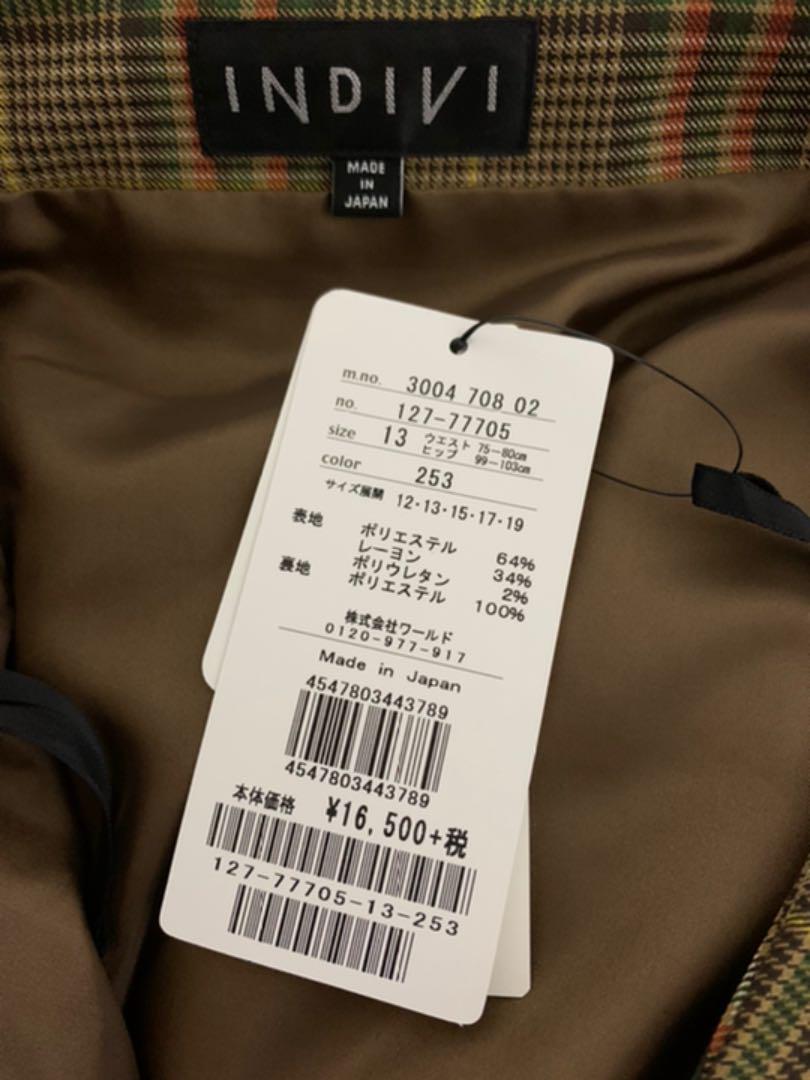 INDIVI
MADE
IN
JAPAN
m.no. 3004 708 02
no. 127-77705
size 13 ウエスト 75-80cm
ヒップ 99-103cm
color 253
サイズ展開 12・13・15・17・19
表地 ポリエステル 64%
レーヨン 34%
ポリウレタン 2%
裏地 ポリエステル 100%
株式会社ワールド
0120-977-917
Made in Japan
4547803443789
4547803443789
本体価格 ¥16,500+税
127-77705-13-253